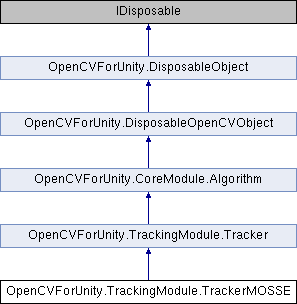 IDisposable
OpenCVForUnity.DisposableObject
OpenCVForUnity.DisposableOpenCVObject
OpenCVForUnity.CoreModule.Algorithm
OpenCVForUnity.TrackingModule.Tracker
OpenCVForUnity.TrackingModule.TrackerMOSSE